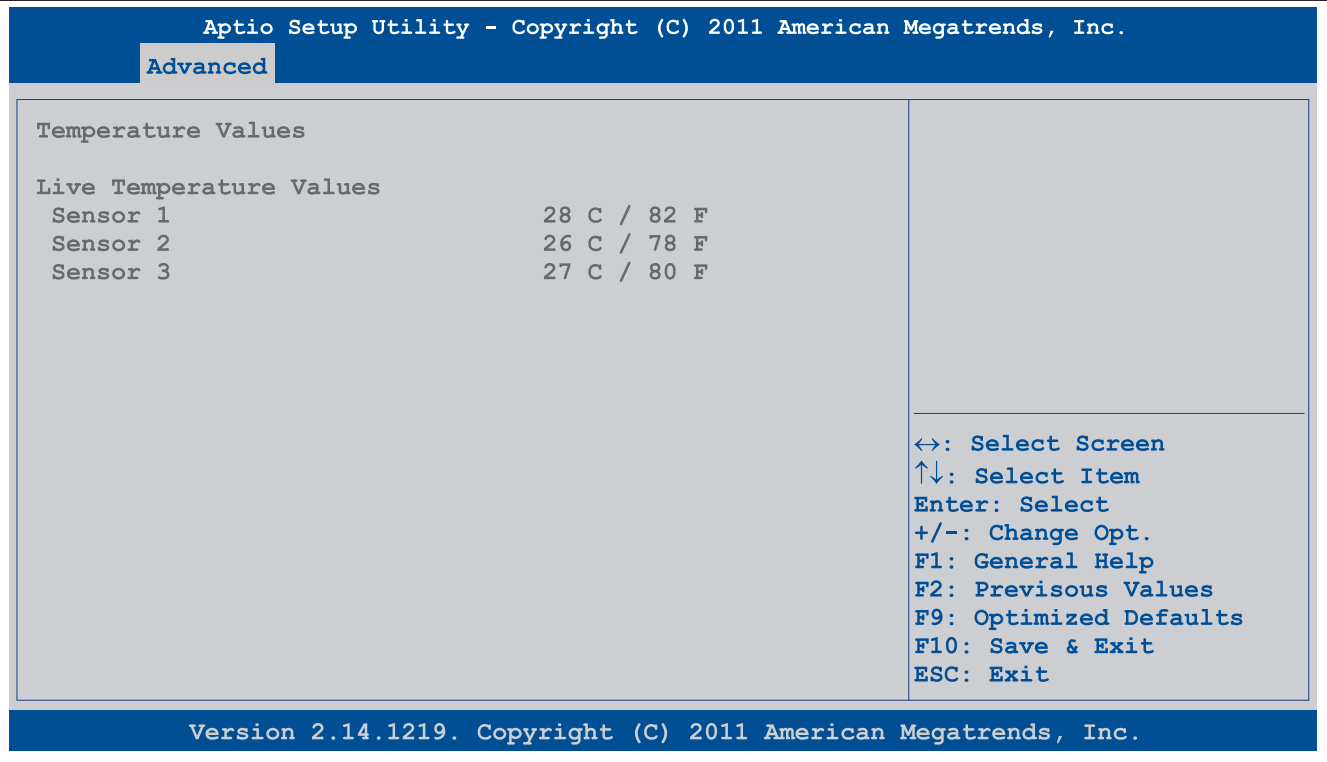 Aptio Setup Utility - Copyright (C) 2011 American Megatrends, Inc.
Advanced
Temperature Values
Live Temperature Values
Sensor 1 28 C / 82 F
Sensor 2 26 C / 78 F
Sensor 3 27 C / 80 F
↔: Select Screen
↑↓: Select Item
Enter: Select
+/-: Change Opt.
F1: General Help
F2: Previsous Values
F9: Optimized Defaults
F10: Save & Exit
ESC: Exit
Version 2.14.1219. Copyright (C) 2011 American Megatrends, Inc.